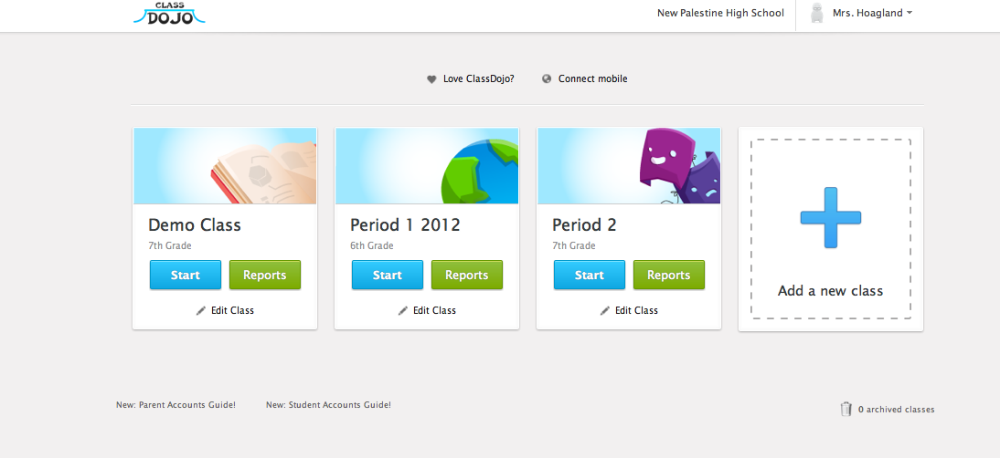 CLASS
DOJO
New Palestine High School
Mrs. Hoagland
Love ClassDojo?
Connect mobile
Demo Class
7th Grade
Start
Reports
Edit Class
Period 1 2012
6th Grade
Start
Reports
Edit Class
Period 2
7th Grade
Start
Reports
Edit Class
Add a new class
New: Parent Accounts Guide!
New: Student Accounts Guide!
0 archived classes